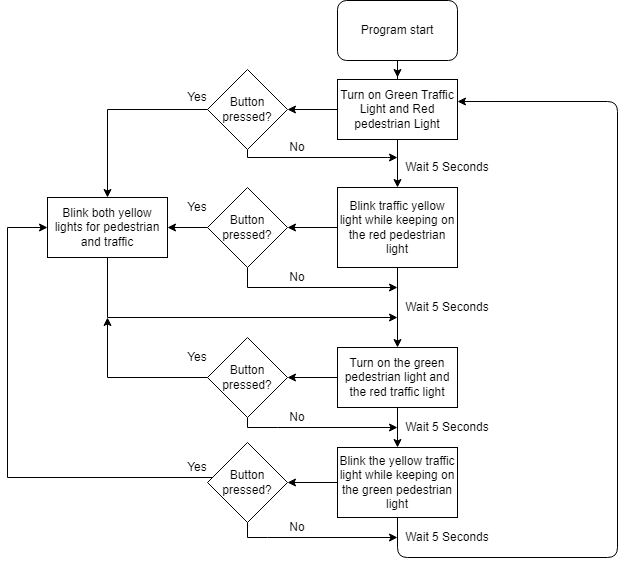 Program start
Turn on Green Traffic
Light and Red
pedestrian Light
Button
pressed?
Yes
No
Wait 5 Seconds
Blink both yellow
lights for pedestrian
and traffic
Yes
Button
pressed?
Blink traffic yellow
light while keeping on
the red pedestrian
light
No
Wait 5 Seconds
Yes
Button
pressed?
Turn on the green
pedestrian light and
the red traffic light
No
Wait 5 Seconds
Yes
Button
pressed?
Blink the yellow traffic
light while keeping on
the green pedestrian
light
No
Wait 5 Seconds